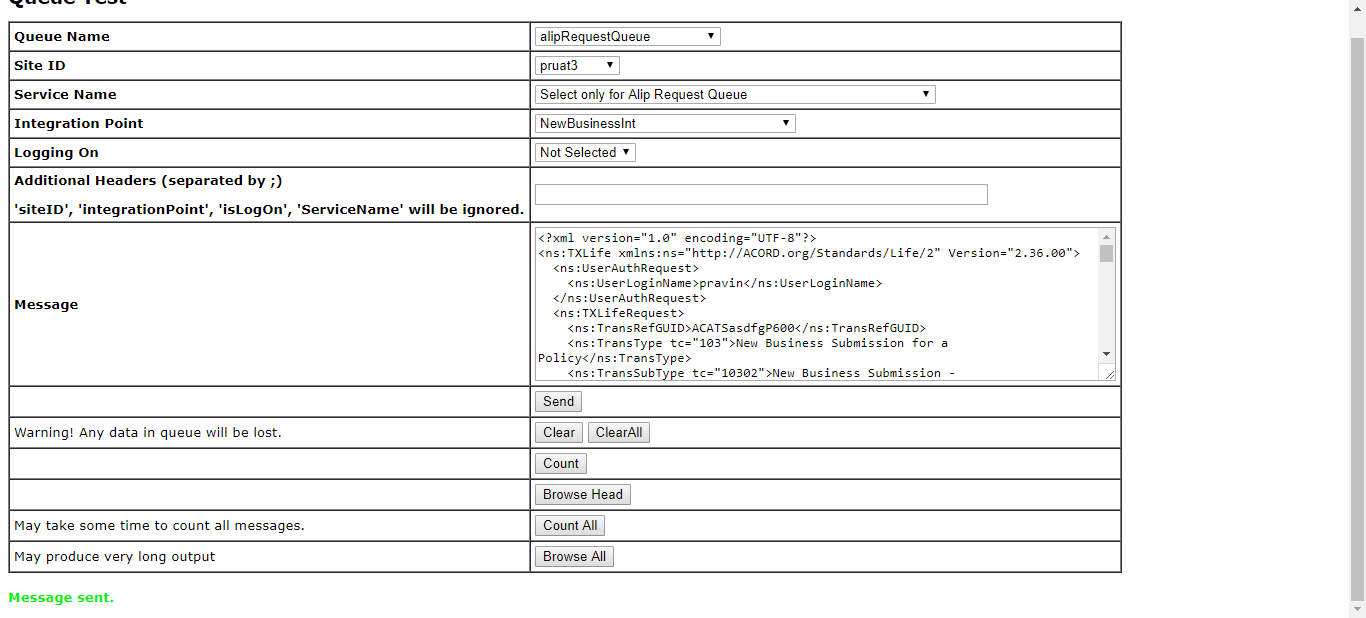 Queue Test
Queue Name
alipRequestQueue
Site ID
pruat3
Service Name
Select only for Alip Request Queue
Integration Point
NewBusinessInt
Logging On
Not Selected
Additional Headers (separated by ;)
'siteID', 'integrationPoint', 'isLogOn', 'ServiceName' will be ignored.
Message
<?xml version="1.0" encoding="UTF-8"?>
<ns:TXLife xmlns:ns="http://ACORD.org/Standards/Life/2" Version="2.36.00">
  <ns:UserAuthRequest>
    <ns:UserLoginName>pravin</ns:UserLoginName>
  </ns:UserAuthRequest>
  <ns:TXLifeRequest>
    <ns:TransRefGUID>ACATSasdfgP600</ns:TransRefGUID>
    <ns:TransType tc="103">New Business Submission for a
Policy</ns:TransType>
    <ns:TransSubType tc="10302">New Business Submission -
Send
Warning! Any data in queue will be lost.
Clear ClearAll
Count
Browse Head
May take some time to count all messages.
Count All
May produce very long output
Browse All
Message sent.